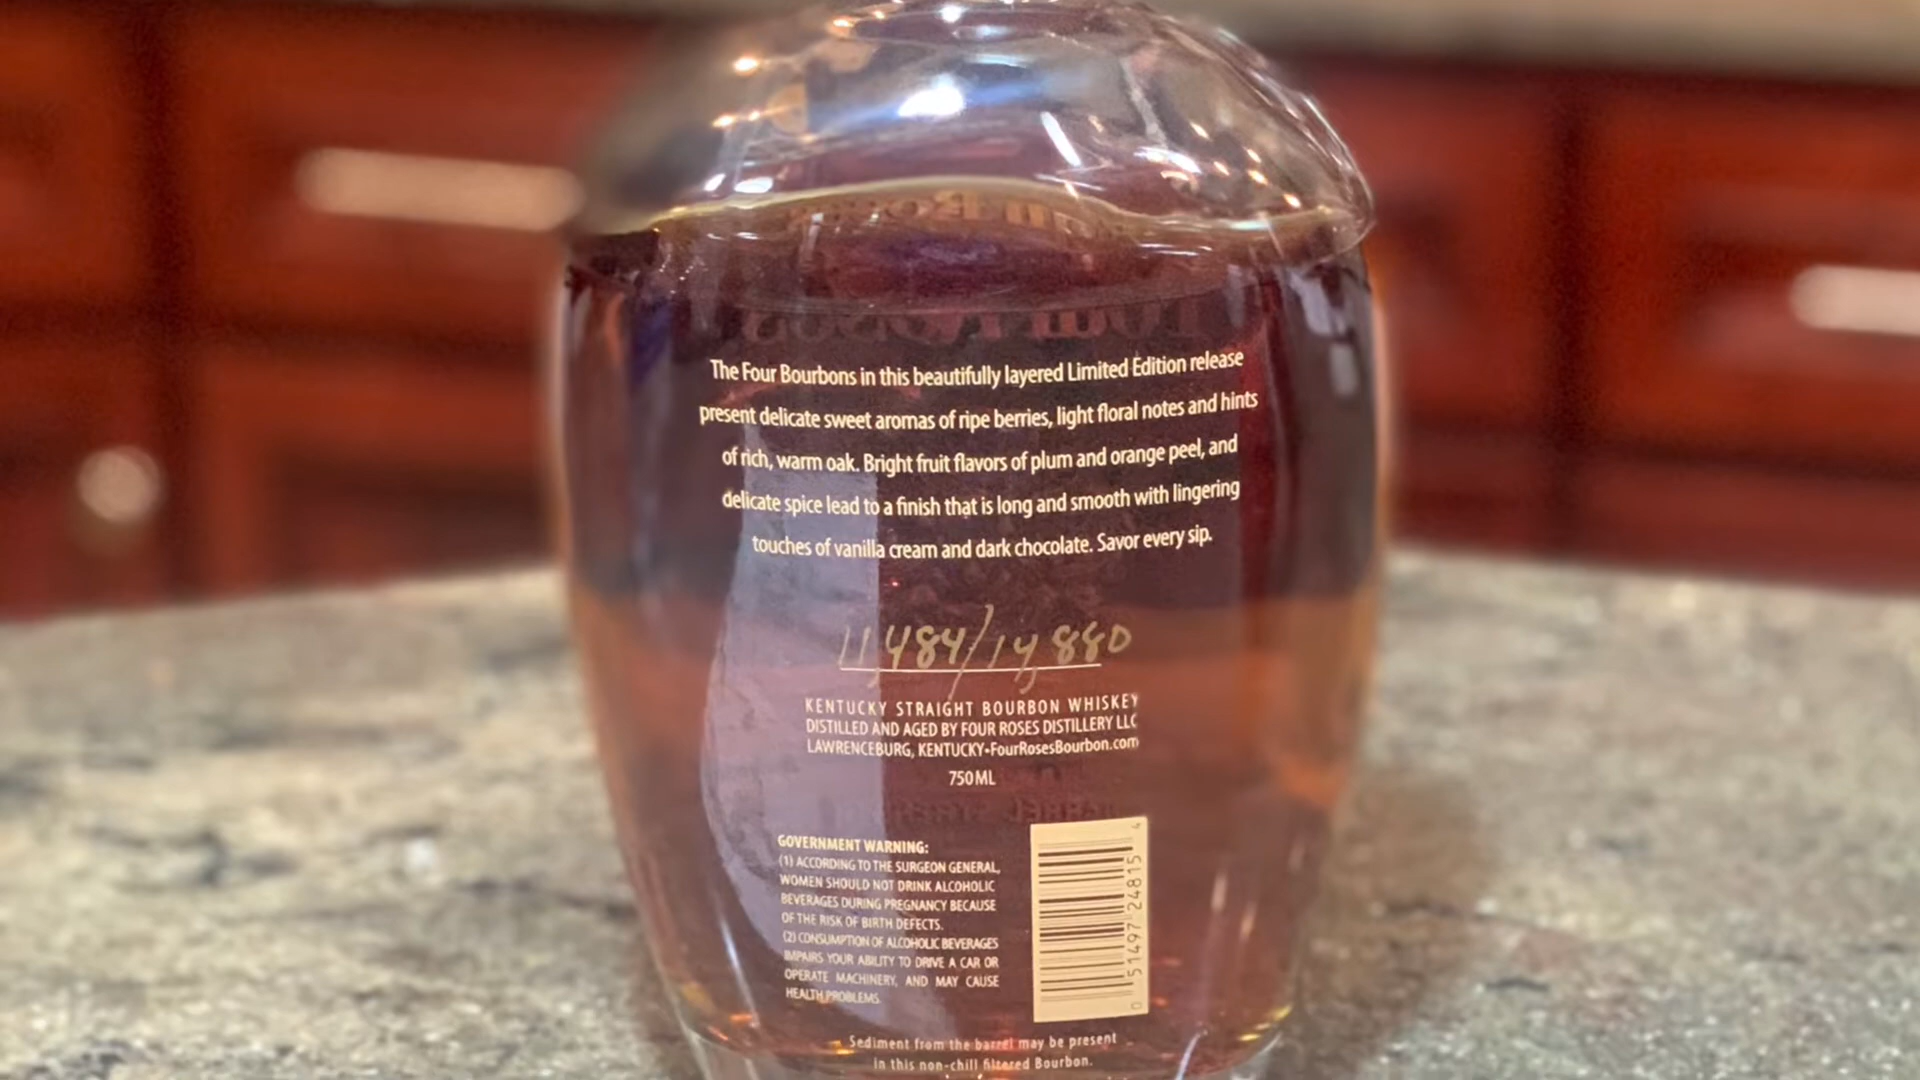 The Four Bourbons in this beautifully layered Limited Edition release
present delicate sweet aromas of ripe berries, light floral notes and hints
of rich, warm oak. Bright fruit flavors of plum and orange peel, and
delicate spice lead to a finish that is long and smooth with lingering
touches of vanilla cream and dark chocolate. Savor every sip.
11,484/14,880
KENTUCKY STRAIGHT BOURBON WHISKEY
DISTILLED AND AGED BY FOUR ROSES DISTILLERY LLC
LAWRENCEBURG, KENTUCKY•FourRosesBourbon.com
750 ML
GOVERNMENT WARNING:
(1) ACCORDING TO THE SURGEON GENERAL,
WOMEN SHOULD NOT DRINK ALCOHOLIC
BEVERAGES DURING PREGNANCY BECAUSE
OF THE RISK OF BIRTH DEFECTS.
(2) CONSUMPTION OF ALCOHOLIC BEVERAGES
IMPAIRS YOUR ABILITY TO DRIVE A CAR OR
OPERATE MACHINERY, AND MAY CAUSE
HEALTH PROBLEMS.
0 51497 24815 4
Sediment from the barrel may be present
in this non-chill filtered Bourbon.